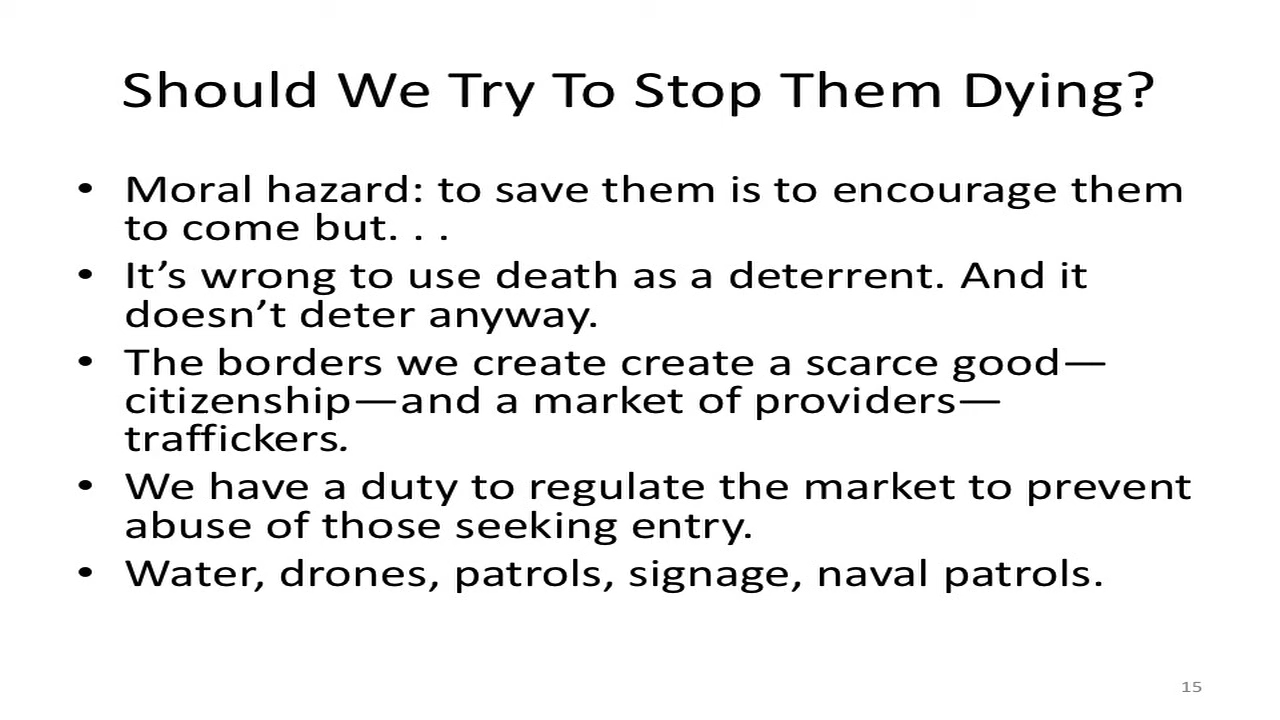 Should We Try To Stop Them Dying?
• Moral hazard: to save them is to encourage them
to come but. . .
• It’s wrong to use death as a deterrent. And it
doesn’t deter anyway.
• The borders we create create a scarce good—
citizenship—and a market of providers—
traffickers.
• We have a duty to regulate the market to prevent
abuse of those seeking entry.
• Water, drones, patrols, signage, naval patrols.
15